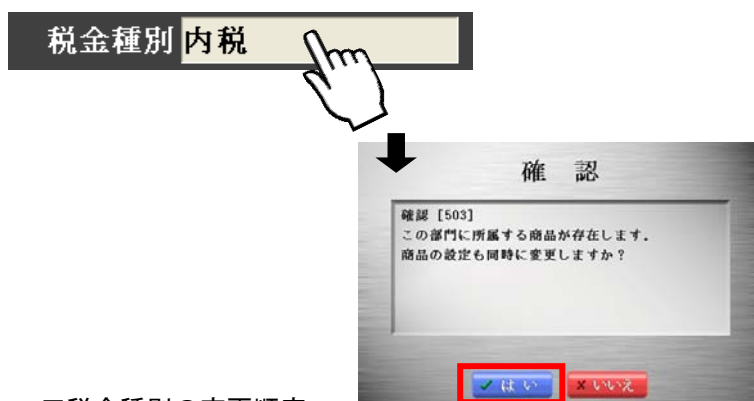 税金種別 内税
確 認
確認 [503]
この部門に所属する商品が存在します.
商品の設定も同時に変更しますか？
はい
いいえ